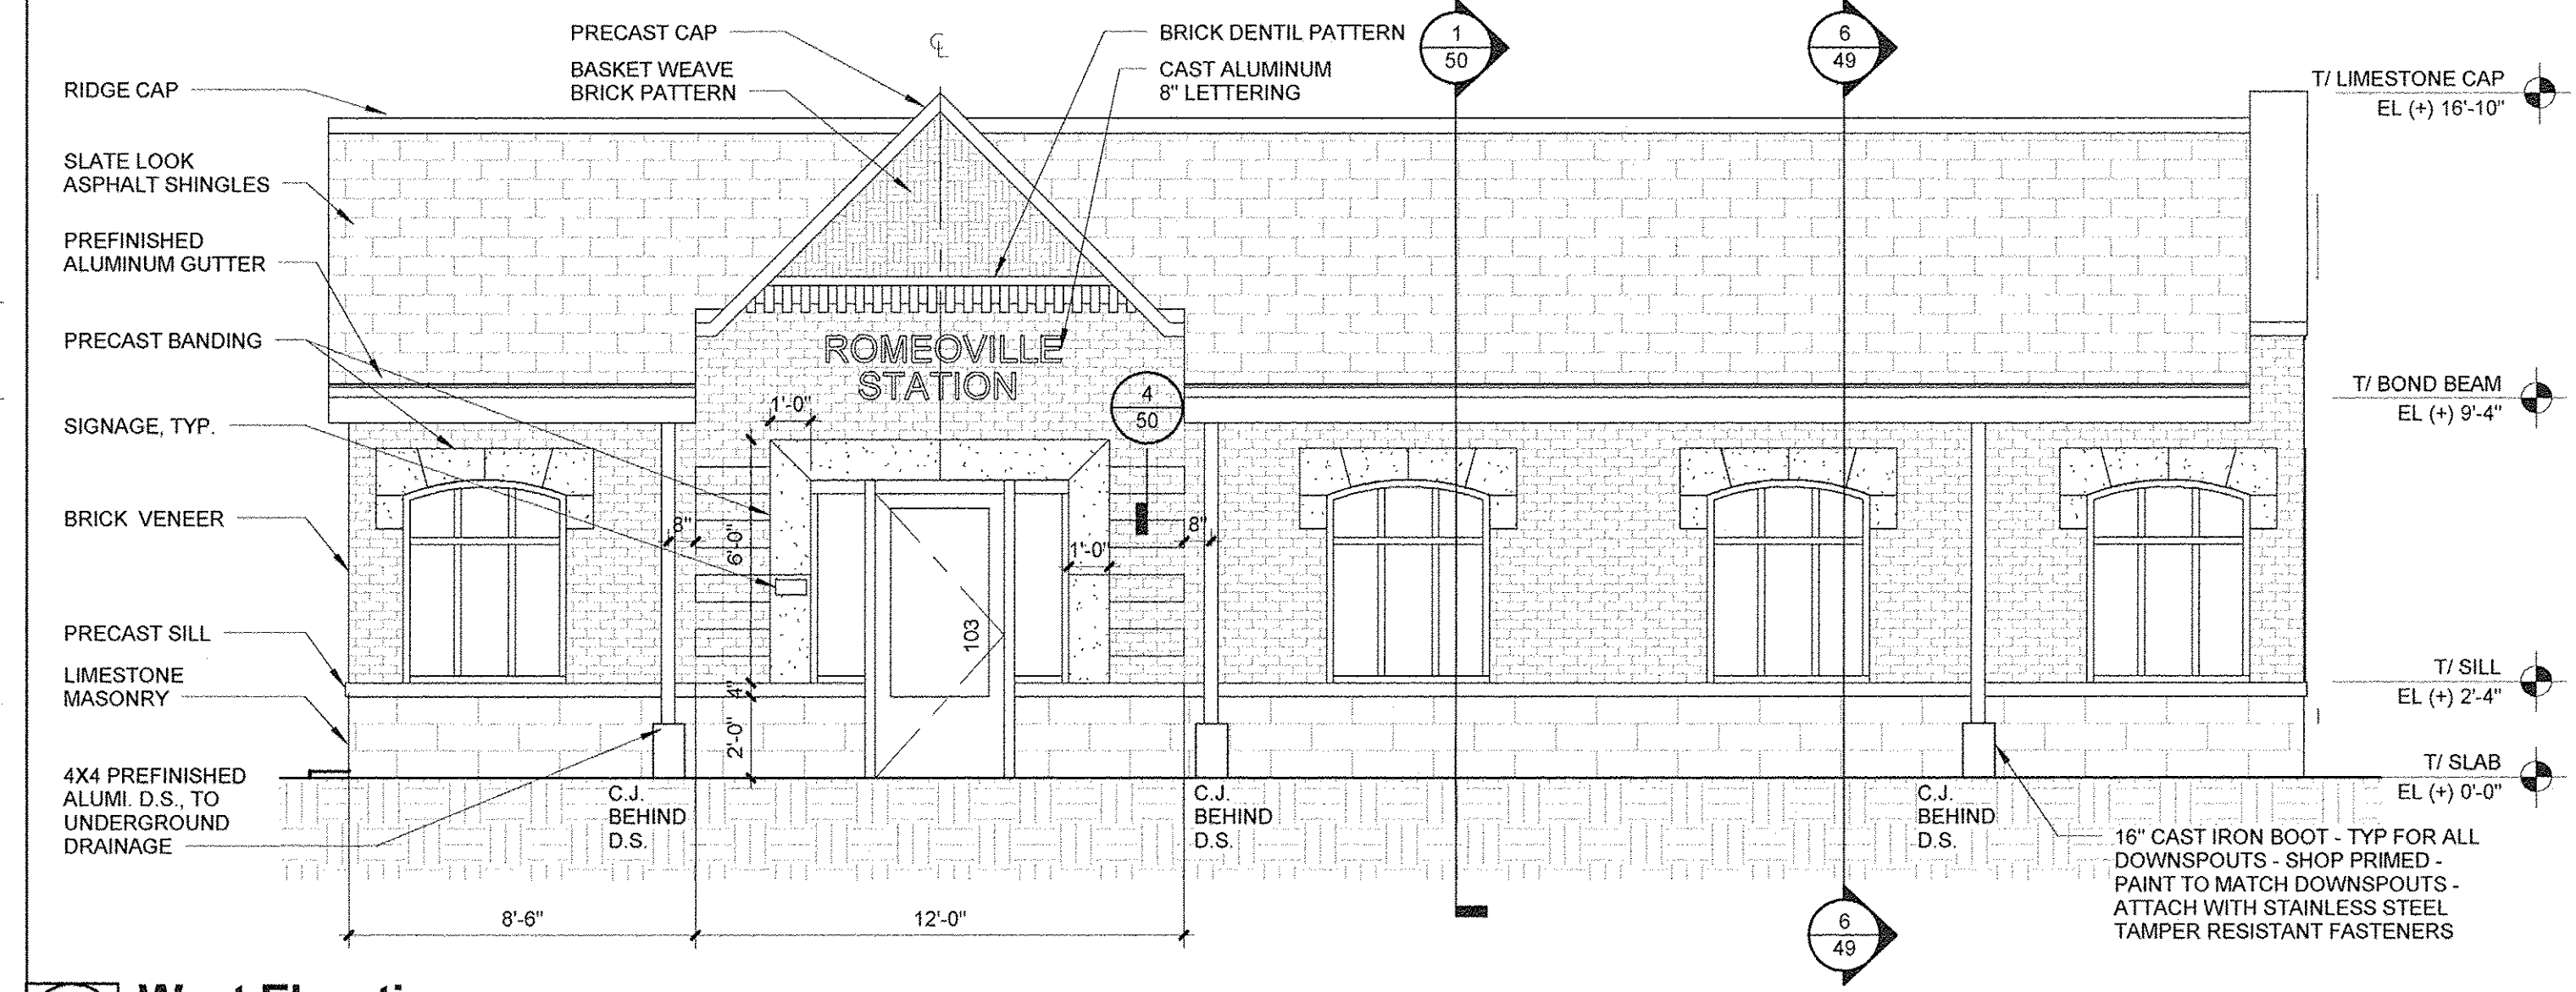 PRECAST CAP
BASKET WEAVE
BRICK PATTERN
RIDGE CAP
SLATE LOOK
ASPHALT SHINGLES
PREFINISHED
ALUMINUM GUTTER
PRECAST BANDING
SIGNAGE, TYP.
BRICK VENEER
PRECAST SILL
LIMESTONE
MASONRY
4X4 PREFINISHED
ALUMI. D.S., TO
UNDERGROUND
DRAINAGE
℄
BRICK DENTIL PATTERN
CAST ALUMINUM
8" LETTERING
1
50
6
49
T/ LIMESTONE CAP
EL (+) 16'-10"
ROMEOVILLE
STATION
4
50
1'-0"
8"
6'-0"
4"
2'-0"
103
1'-0"
8"
T/ BOND BEAM
EL (+) 9'-4"
T/ SILL
EL (+) 2'-4"
T/ SLAB
EL (+) 0'-0"
C.J.
BEHIND
D.S.
C.J.
BEHIND
D.S.
C.J.
BEHIND
D.S.
16" CAST IRON BOOT - TYP FOR ALL
DOWNSPOUTS - SHOP PRIMED -
PAINT TO MATCH DOWNSPOUTS -
ATTACH WITH STAINLESS STEEL
TAMPER RESISTANT FASTENERS
8'-6"
12'-0"
6
49